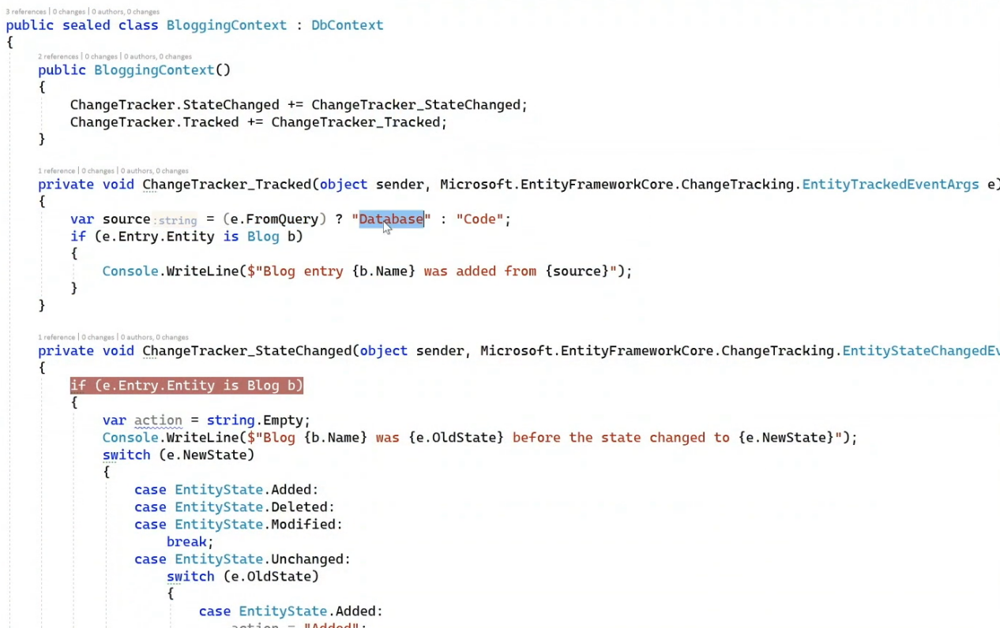 3 references | 0 changes | 0 authors, 0 changes
public sealed class BloggingContext : DbContext
{
2 references | 0 changes | 0 authors, 0 changes
public BloggingContext()
{
ChangeTracker.StateChanged += ChangeTracker_StateChanged;
ChangeTracker.Tracked += ChangeTracker_Tracked;
}
1 reference | 0 changes | 0 authors, 0 changes
private void ChangeTracker_Tracked(object sender, Microsoft.EntityFrameworkCore.ChangeTracking.EntityTrackedEventArgs e)
{
var source:string = (e.FromQuery) ? "Database" : "Code";
if (e.Entry.Entity is Blog b)
{
Console.WriteLine($"Blog entry {b.Name} was added from {source}");
}
}
1 reference | 0 changes | 0 authors, 0 changes
private void ChangeTracker_StateChanged(object sender, Microsoft.EntityFrameworkCore.ChangeTracking.EntityStateChangedEv
{
if (e.Entry.Entity is Blog b)
{
var action = string.Empty;
Console.WriteLine($"Blog {b.Name} was {e.OldState} before the state changed to {e.NewState}");
switch (e.NewState)
{
case EntityState.Added:
case EntityState.Deleted:
case EntityState.Modified:
break;
case EntityState.Unchanged:
switch (e.OldState)
{
case EntityState.Added:
action = "Added";